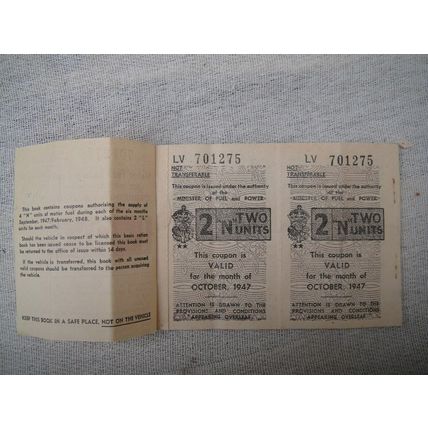 This book contains coupons authorising the supply of
4 "N" units of motor fuel during each of the six months
September, 1947/February, 1948. It also contains 2 "L"
units for each month.
Should the vehicle in respect of which this basic ration
book has been issued cease to be licensed this book must
be returned to the office of issue within 14 days.
If the vehicle is transferred, this book with all unused
valid coupons should be transferred to the person acquiring
the vehicle.
KEEP THIS BOOK IN A SAFE PLACE, NOT ON THE VEHICLE
LV 701275
NOT
TRANSFERABLE
This coupon is issued under the authority
of the
MINISTER OF FUEL and POWER
2 "N" TWO UNITS
This coupon is
VALID
for the month of
OCTOBER, 1947
ATTENTION IS DRAWN TO THE
PROVISIONS AND CONDITIONS
APPEARING OVERLEAF
LV 701275
NOT
TRANSFERABLE
This coupon is issued under the authority
of the
MINISTER OF FUEL and POWER
2 "N" TWO UNITS
This coupon is
VALID
for the month of
OCTOBER, 1947
ATTENTION IS DRAWN TO THE
PROVISIONS AND CONDITIONS
APPEARING OVERLEAF